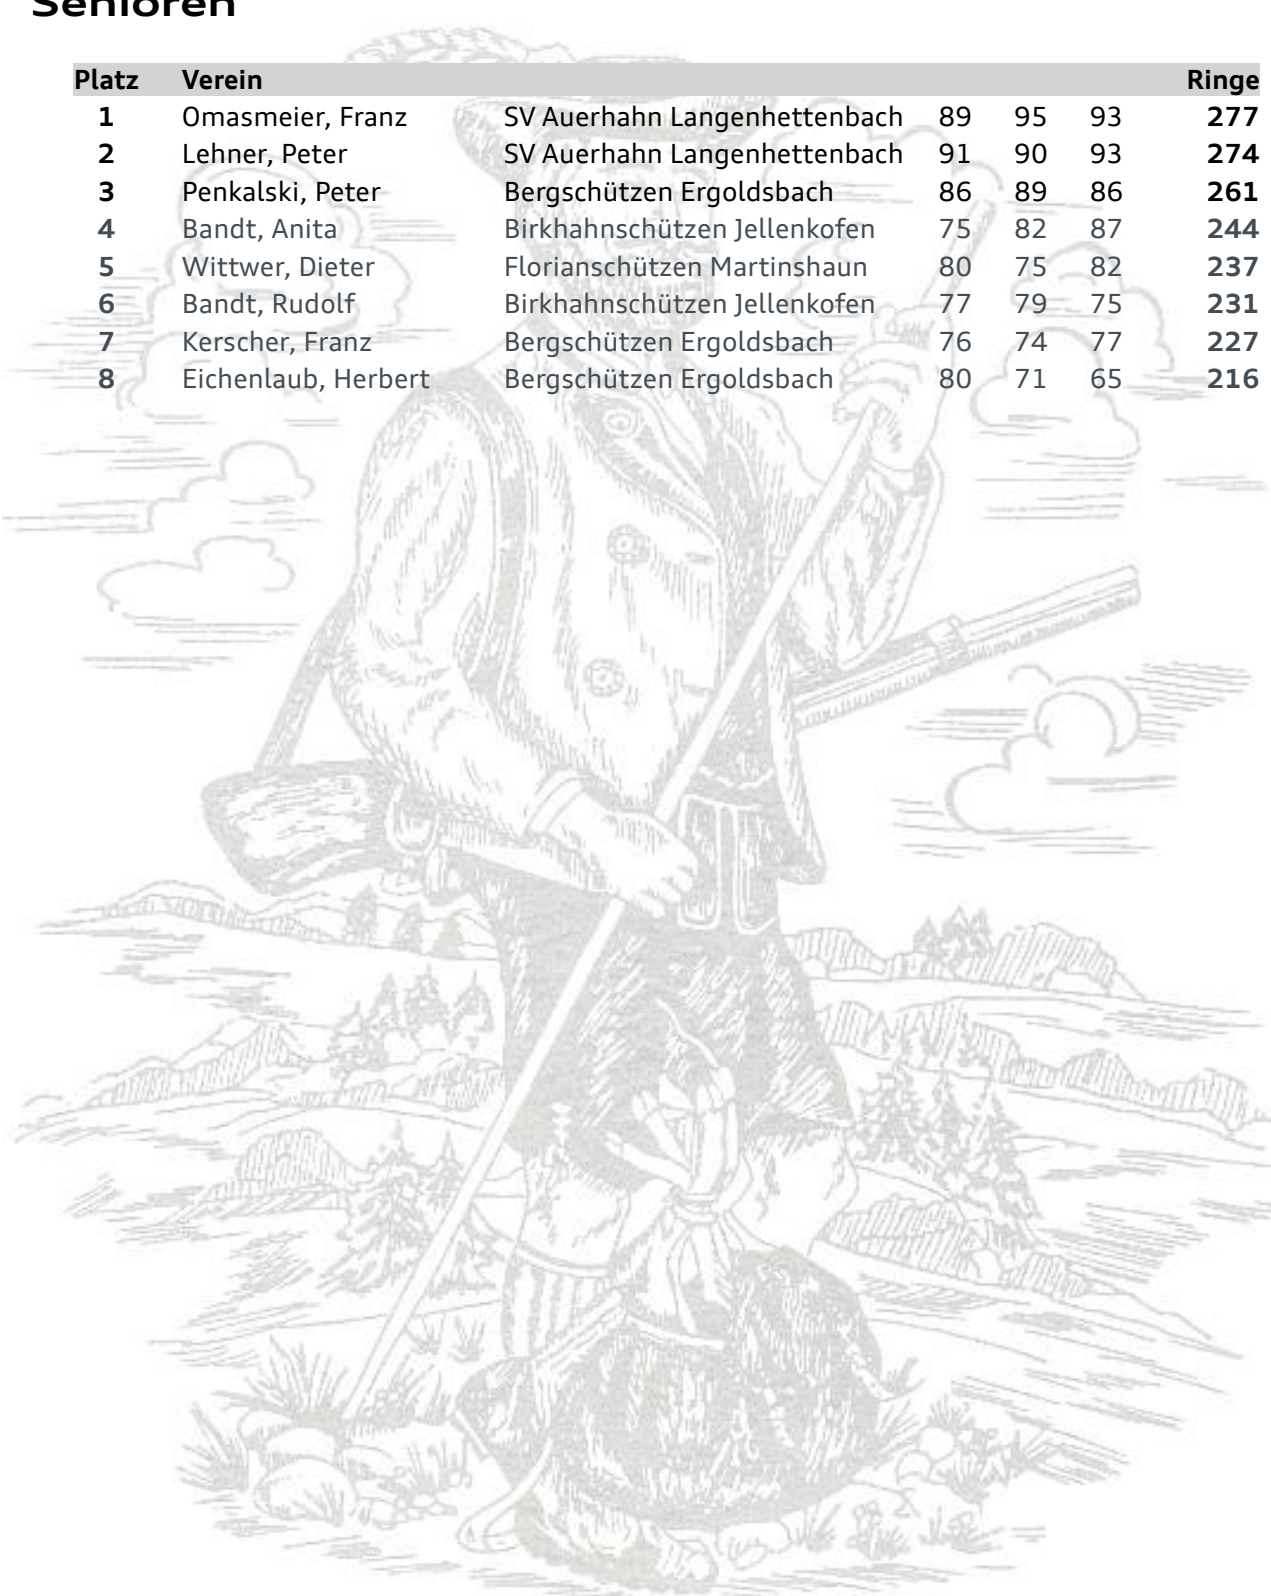 Senioren
Platz Verein Ringe
1 Omasmeier, Franz SV Auerhahn Langenhettenbach 89 95 93 277
2 Lehner, Peter SV Auerhahn Langenhettenbach 91 90 93 274
3 Penkalski, Peter Bergschützen Ergoldsbach 86 89 86 261
4 Bandt, Anita Birkhahnschützen Jellenkofen 75 82 87 244
5 Wittwer, Dieter Florianschützen Martinshaun 80 75 82 237
6 Bandt, Rudolf Birkhahnschützen Jellenkofen 77 79 75 231
7 Kerscher, Franz Bergschützen Ergoldsbach 76 74 77 227
8 Eichenlaub, Herbert Bergschützen Ergoldsbach 80 71 65 216